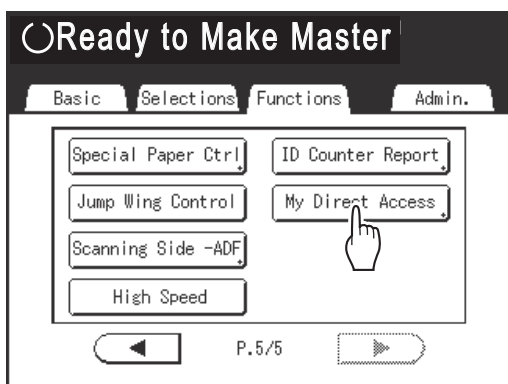 Ready to Make Master
Basic Selections Functions Admin.
Special Paper Ctrl ID Counter Report
Jump Wing Control My Direct Access
Scanning Side -ADF
High Speed
P.5/5